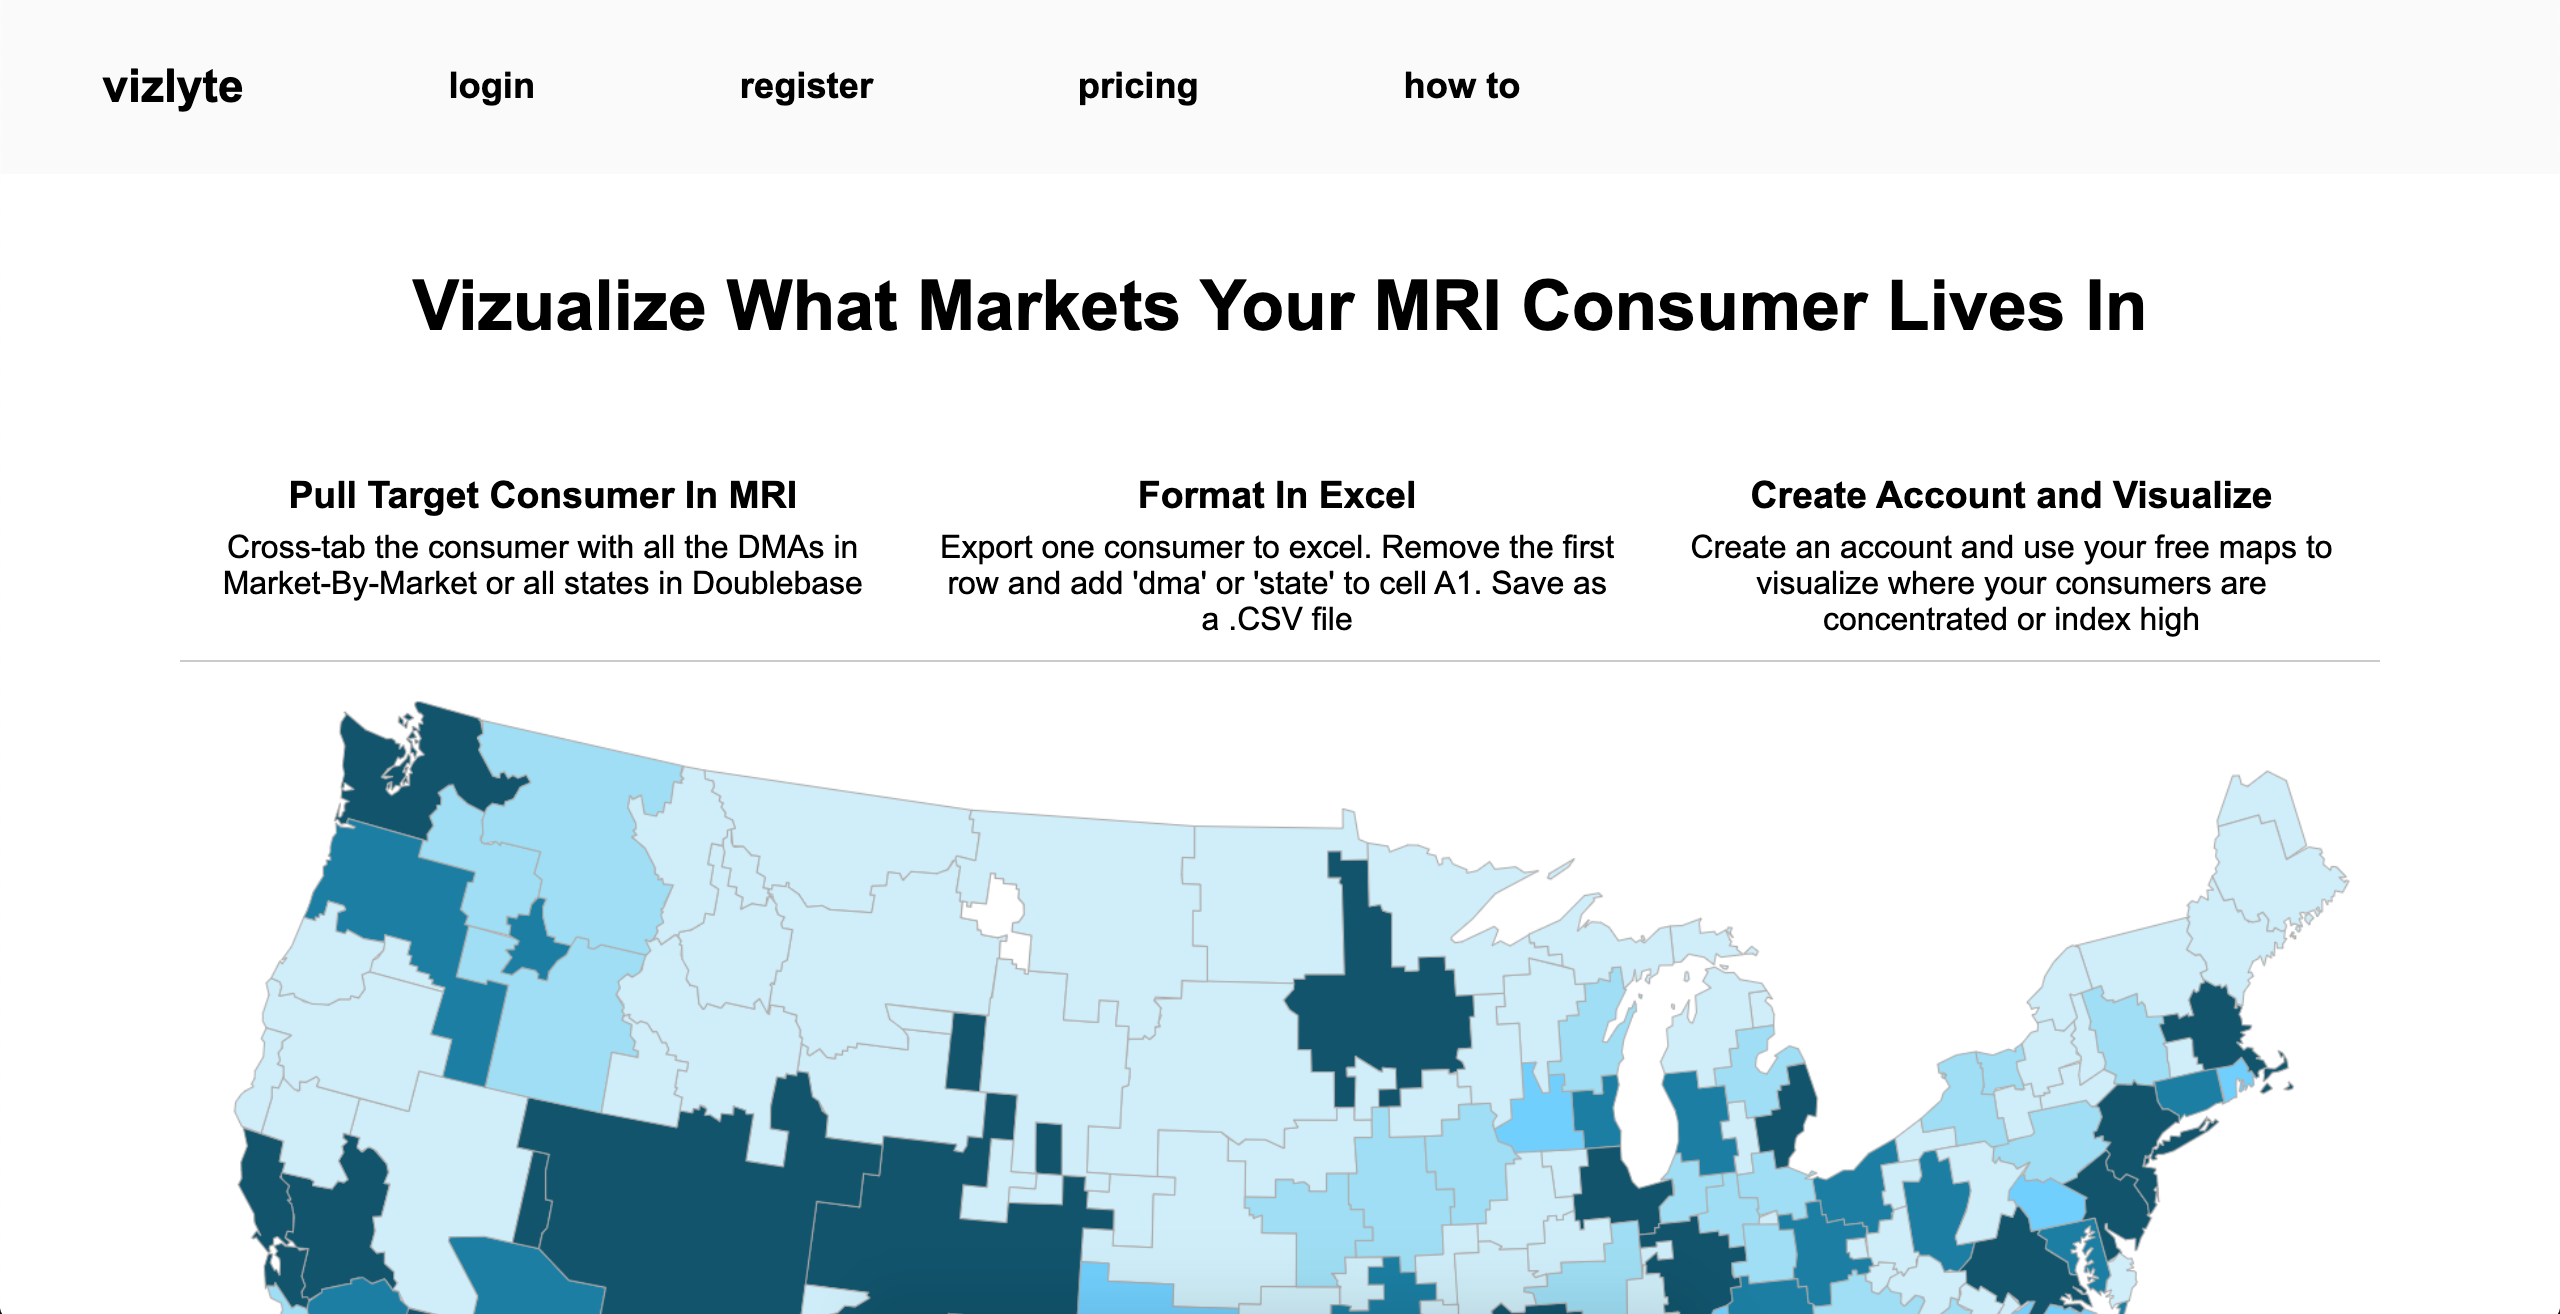 vizlyte login register pricing how to
Vizualize What Markets Your MRI Consumer Lives In
Pull Target Consumer In MRI
Cross-tab the consumer with all the DMAs in
Market-By-Market or all states in Doublebase
Format In Excel
Export one consumer to excel. Remove the first
row and add 'dma' or 'state' to cell A1. Save as
a .CSV file
Create Account and Visualize
Create an account and use your free maps to
visualize where your consumers are
concentrated or index high